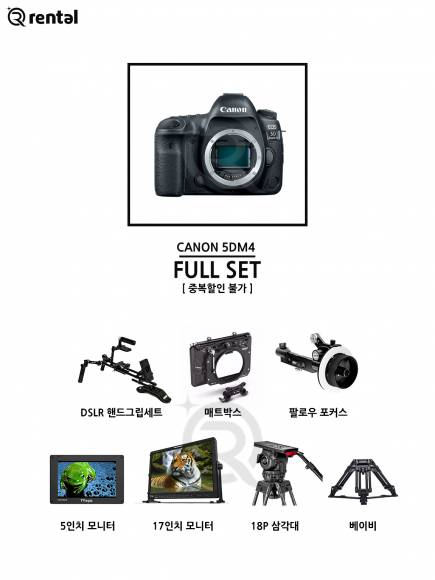 rental
Canon
EOS
5D
CANON 5DM4
FULL SET
[ 중복할인 불가 ]
DSLR 핸드그립세트
매트박스
팔로우 포커스
5인치 모니터
17인치 모니터
18P 삼각대
베이비